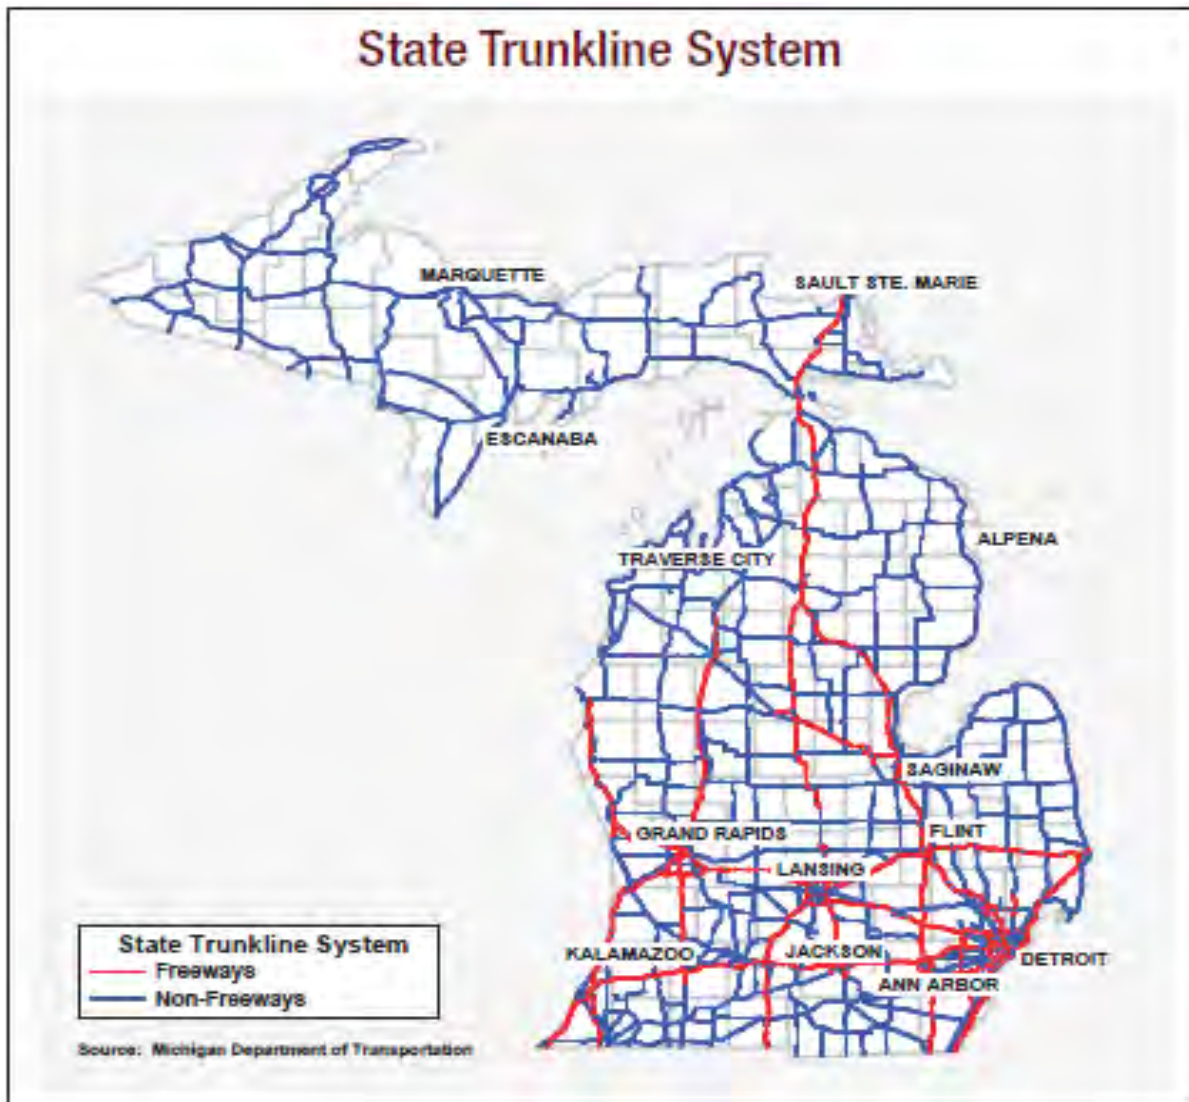 State Trunkline System
MARQUETTE
SAULT STE. MARIE
ESCANABA
ALPENA
TRAVERSE CITY
SAGINAW
GRAND RAPIDS
FLINT
LANSING
KALAMAZOO
JACKSON
DETROIT
ANN ARBOR
State Trunkline System
Freeways
Non-Freeways
Source: Michigan Department of Transportation